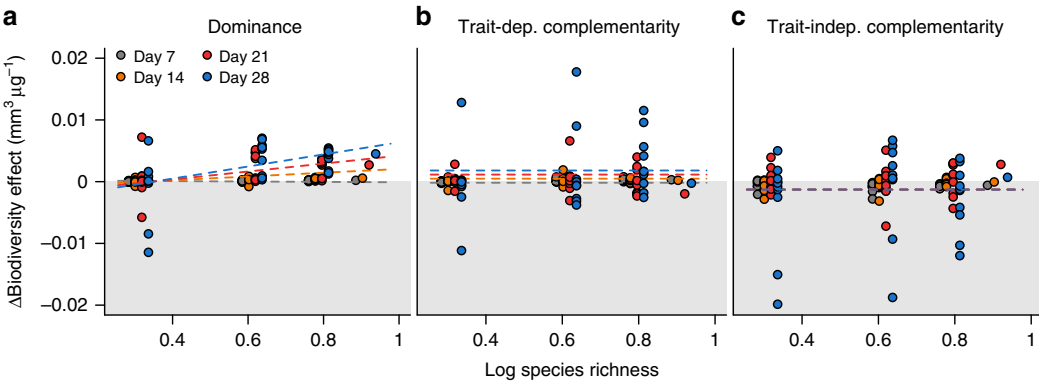 a
Dominance
b
Trait-dep. complementarity
c
Trait-indep. complementarity
Day 7
Day 21
Day 14
Day 28
ΔBiodiversity effect (mm³ µg⁻¹)
0.02
0.01
0
−0.01
−0.02
0.4 0.6 0.8 1
0.4 0.6 0.8 1
0.4 0.6 0.8 1
Log species richness